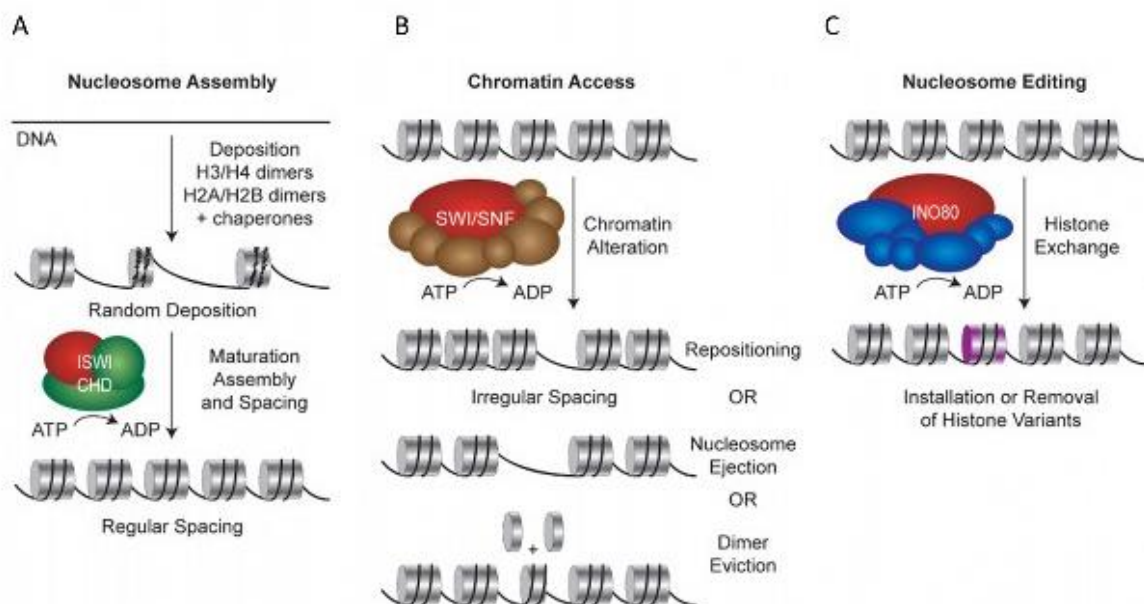 A
Nucleosome Assembly
DNA
Deposition
H3/H4 dimers
H2A/H2B dimers
+ chaperones
Random Deposition
ISWI
CHD
Maturation
Assembly
and Spacing
ATP
ADP
Regular Spacing
B
Chromatin Access
SWI/SNF
Chromatin
Alteration
ATP
ADP
Repositioning
Irregular Spacing
OR
Nucleosome
Ejection
OR
+
Dimer
Eviction
C
Nucleosome Editing
INO80
Histone
Exchange
ATP
ADP
Installation or Removal
of Histone Variants